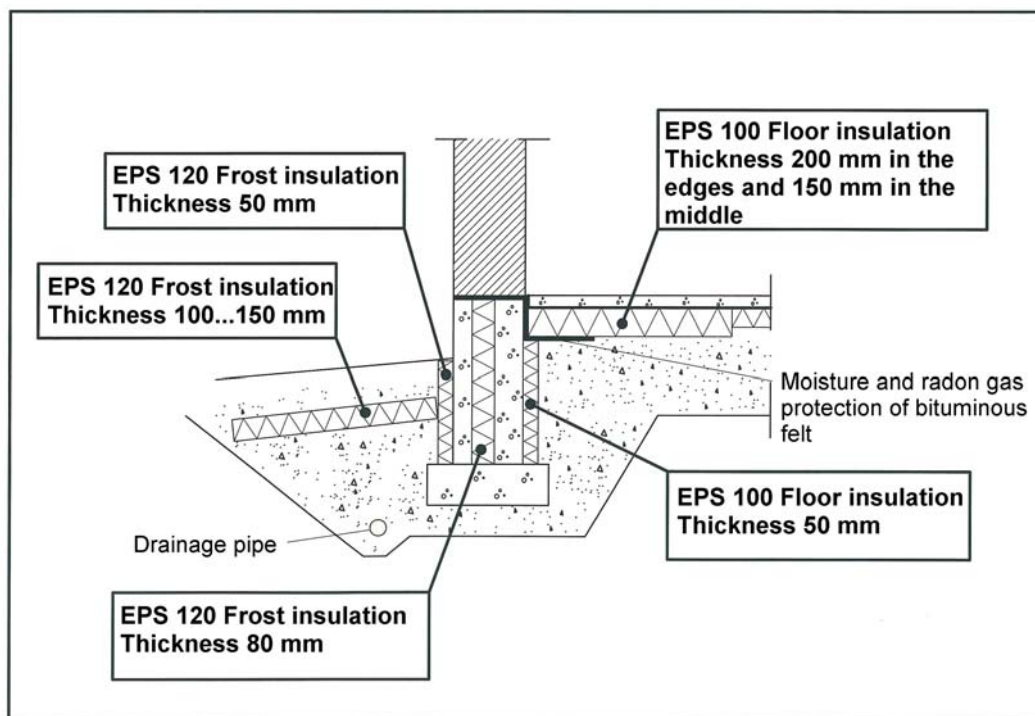 EPS 100 Floor insulation
Thickness 200 mm in the
edges and 150 mm in the
middle
EPS 120 Frost insulation
Thickness 50 mm
EPS 120 Frost insulation
Thickness 100...150 mm
Moisture and radon gas
protection of bituminous
felt
EPS 100 Floor insulation
Thickness 50 mm
Drainage pipe
EPS 120 Frost insulation
Thickness 80 mm